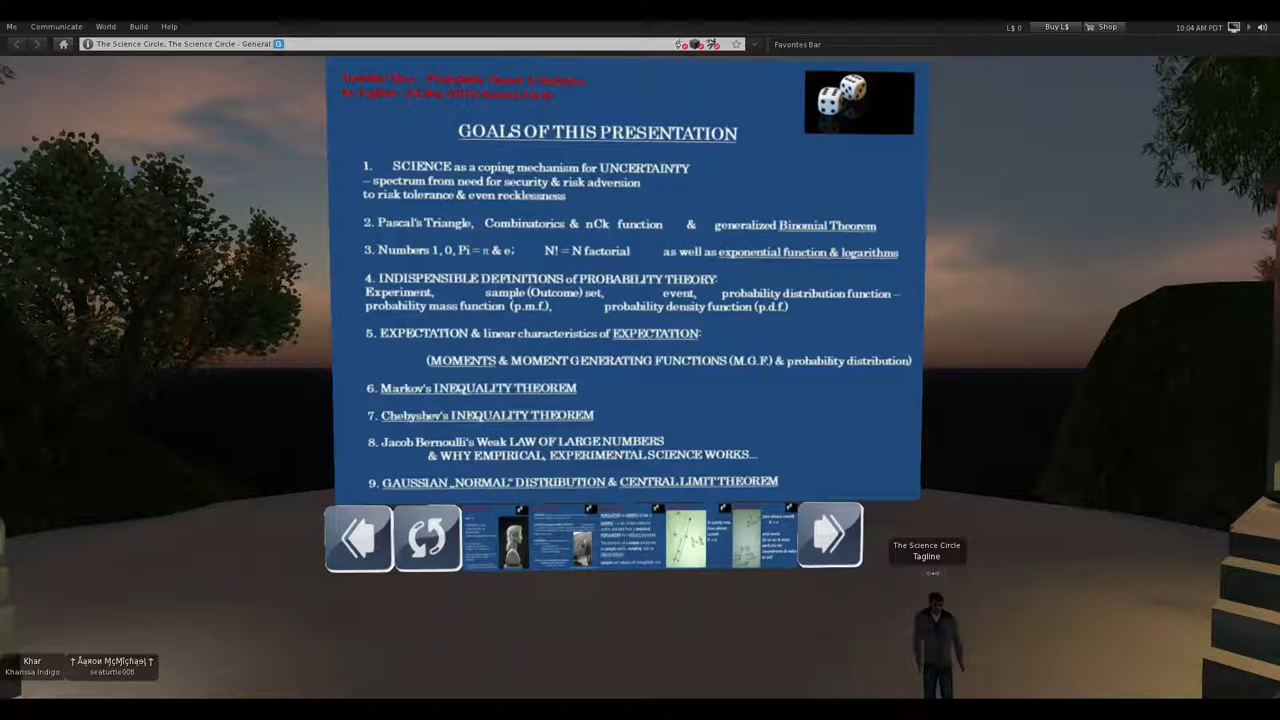 Me Communicate World Build Help
L$ 0 Buy L$ Shop 10:04 AM PDT
The Science Circle, The Science Circle - General G
Favorites Bar
GOALS OF THIS PRESENTATION
1. SCIENCE as a coping mechanism for UNCERTAINTY
– spectrum from need for security & risk adversion
to risk tolerance & even recklessness
2. Pascal's Triangle, Combinatorics & nCk function & generalized Binomial Theorem
3. Numbers 1, 0, Pi = π & e; N! = N factorial as well as exponential function & logarithms
4. INDISPENSIBLE DEFINITIONS of PROBABILITY THEORY:
Experiment, sample (Outcome) set, event, probability distribution function –
probability mass function (p.m.f.), probability density function (p.d.f.)
5. EXPECTATION & linear characteristics of EXPECTATION:
(MOMENTS & MOMENT GENERATING FUNCTIONS (M.G.F.) & probability distribution)
6. Markov's INEQUALITY THEOREM
7. Chebyshev's INEQUALITY THEOREM
8. Jacob Bernoulli's Weak LAW OF LARGE NUMBERS
& WHY EMPIRICAL, EXPERIMENTAL SCIENCE WORKS...
9. GAUSSIAN „NORMAL" DISTRIBUTION & CENTRAL LIMIT THEOREM
The Science Circle
Tagline
Khar
Kharissa Indigo
seaturtle008